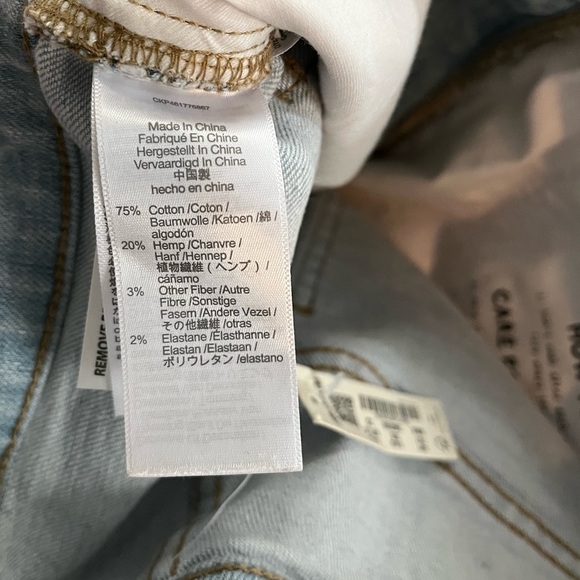 CKP461776987
Made In China
Fabriqué En Chine
Hergestellt In China
Vervaardigd In China
中国製
hecho en china
75% Cotton /Coton /
Baumwolle /Katoen /綿 /
algodón
20% Hemp /Chanvre /
Hanf /Hennep /
植物繊維 (ヘンプ) /
cáñamo
3% Other Fiber /Autre
Fibre /Sonstige
Fasern /Andere Vezel /
その他繊維 /otras
2% Elastane /Élasthanne /
Elastan /Elastaan /
ポリウレタン /elastano
REMOVE
CARE